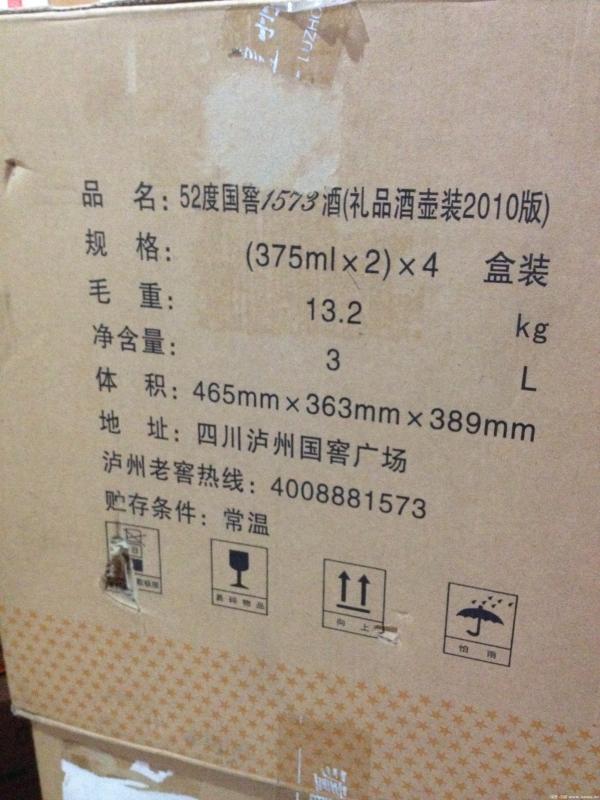 LUZHO
品 名：52度国窖1573酒(礼品酒壶装2010版)
规 格： (375ml×2)×4 盒装
毛 重： 13.2 kg
净含量： 3 L
体 积：465mm×363mm×389mm
地 址：四川泸州国窖广场
泸州老窖热线：4008881573
贮存条件：常温
易碎物品
向 上
怕 雨